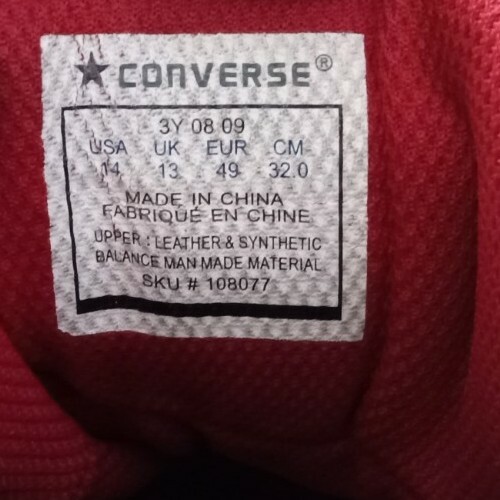 ★ CONVERSE®
3Y 08 09
USA UK EUR CM
14 13 49 32.0
MADE IN CHINA
FABRIQUÉ EN CHINE
UPPER : LEATHER & SYNTHETIC
BALANCE MAN MADE MATERIAL
SKU # 108077